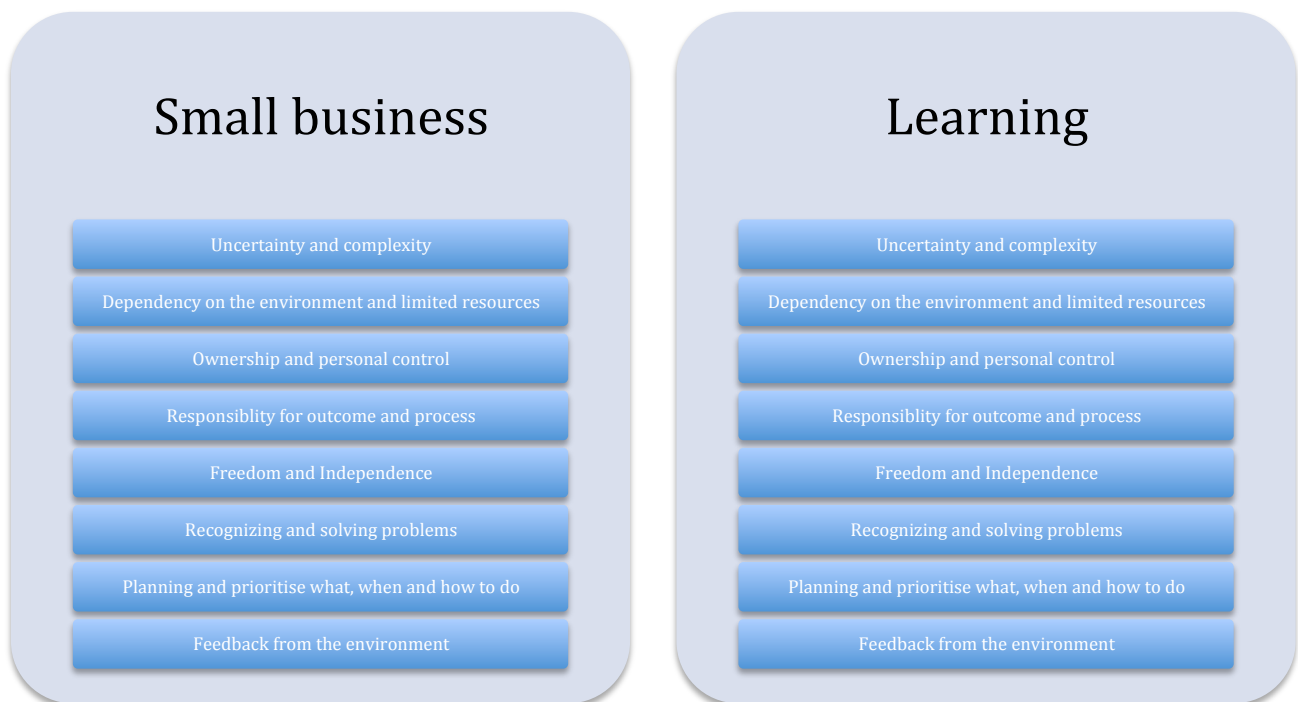 Small business
Uncertainty and complexity
Dependency on the environment and limited resources
Ownership and personal control
Responsiblity for outcome and process
Freedom and Independence
Recognizing and solving problems
Planning and prioritise what, when and how to do
Feedback from the environment
Learning
Uncertainty and complexity
Dependency on the environment and limited resources
Ownership and personal control
Responsiblity for outcome and process
Freedom and Independence
Recognizing and solving problems
Planning and prioritise what, when and how to do
Feedback from the environment